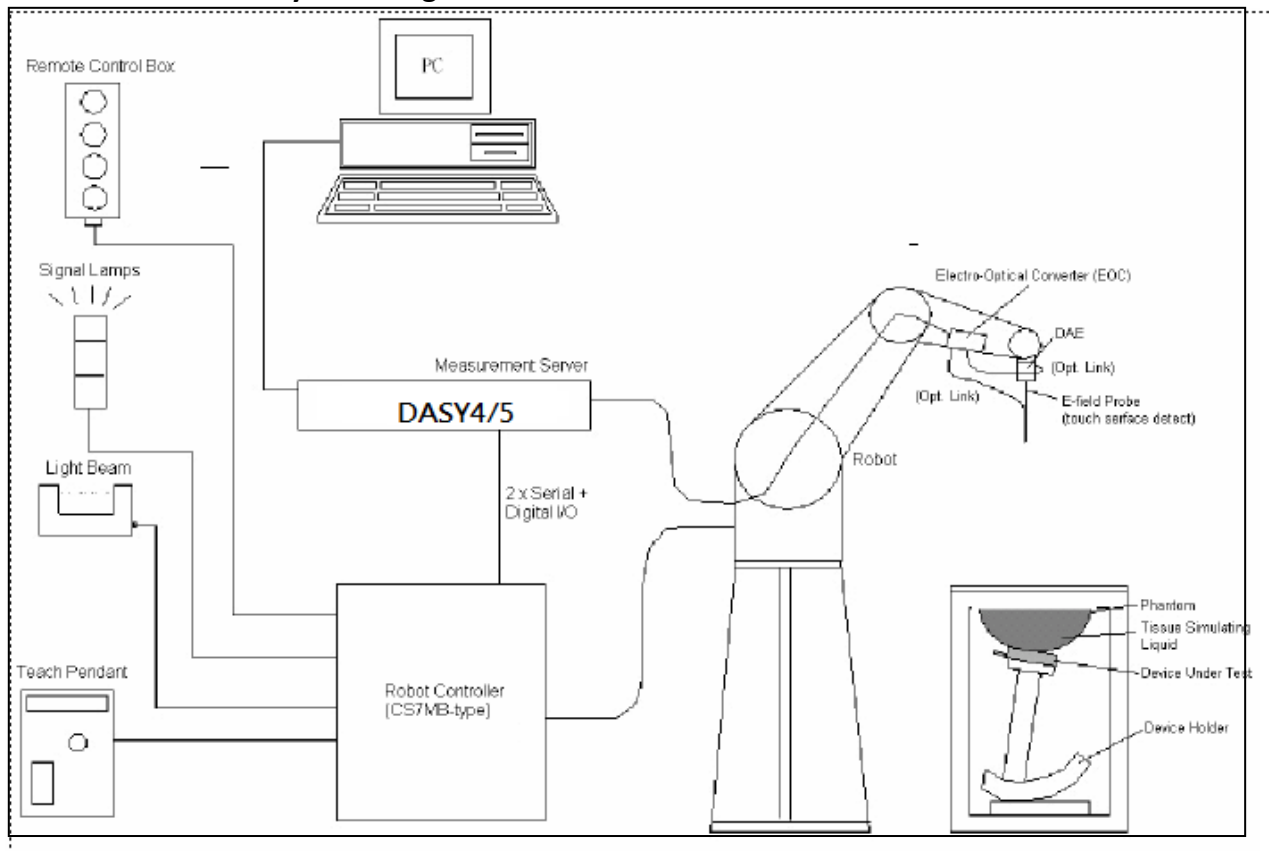 Remote Control Box
PC
Signal Lamps
Electro-Optical Converter (EOC)
DAE
(Opt. Link)
(Opt. Link)
E-field Probe
(touch surface detect)
Measurement Server
DASY4/5
Robot
Light Beam
2 x Serial +
Digital I/O
Phantom
Tissue Simulating
Liquid
Device Under Test
Teach Pendant
Robot Controller
[CS7MB-type]
Device Holder